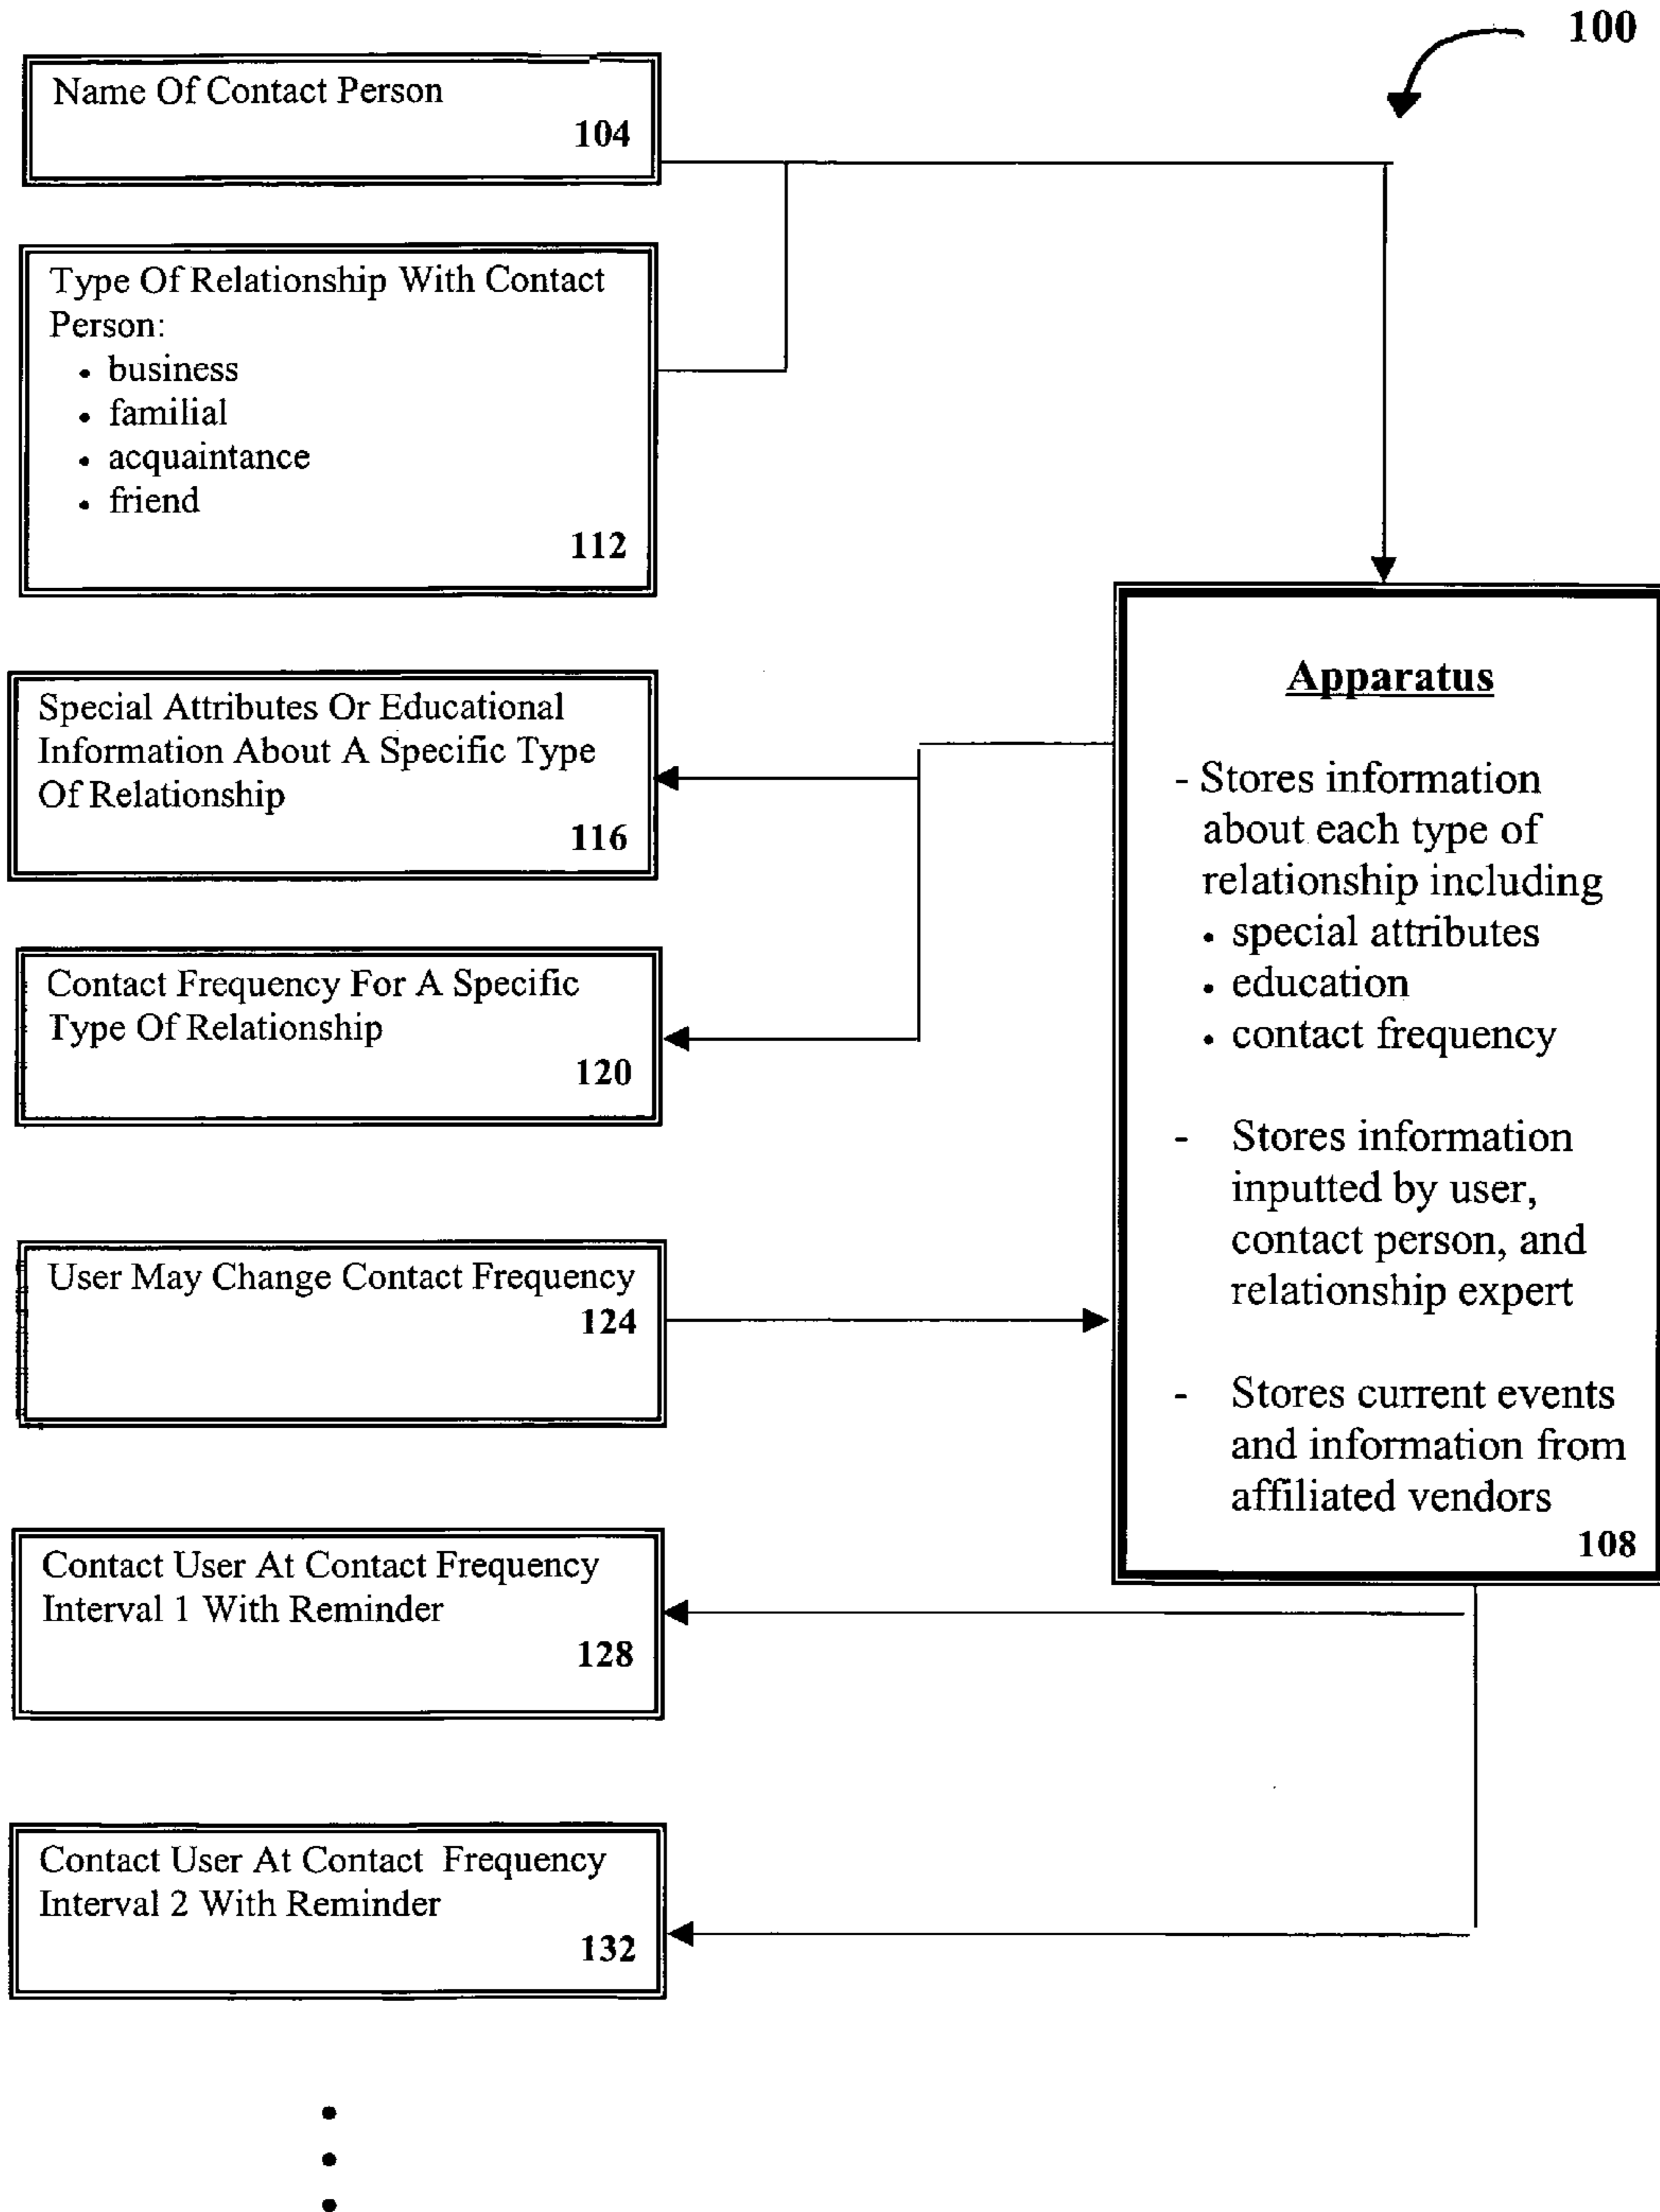 100
Name Of Contact Person
104
Type Of Relationship With Contact
Person:
• business
• familial
• acquaintance
• friend
112
Special Attributes Or Educational
Information About A Specific Type
Of Relationship
116
Contact Frequency For A Specific
Type Of Relationship
120
User May Change Contact Frequency
124
Contact User At Contact Frequency
Interval 1 With Reminder
128
Contact User At Contact Frequency
Interval 2 With Reminder
132
Apparatus
- Stores information
about each type of
relationship including
• special attributes
• education
• contact frequency
- Stores information
inputted by user,
contact person, and
relationship expert
- Stores current events
and information from
affiliated vendors
108